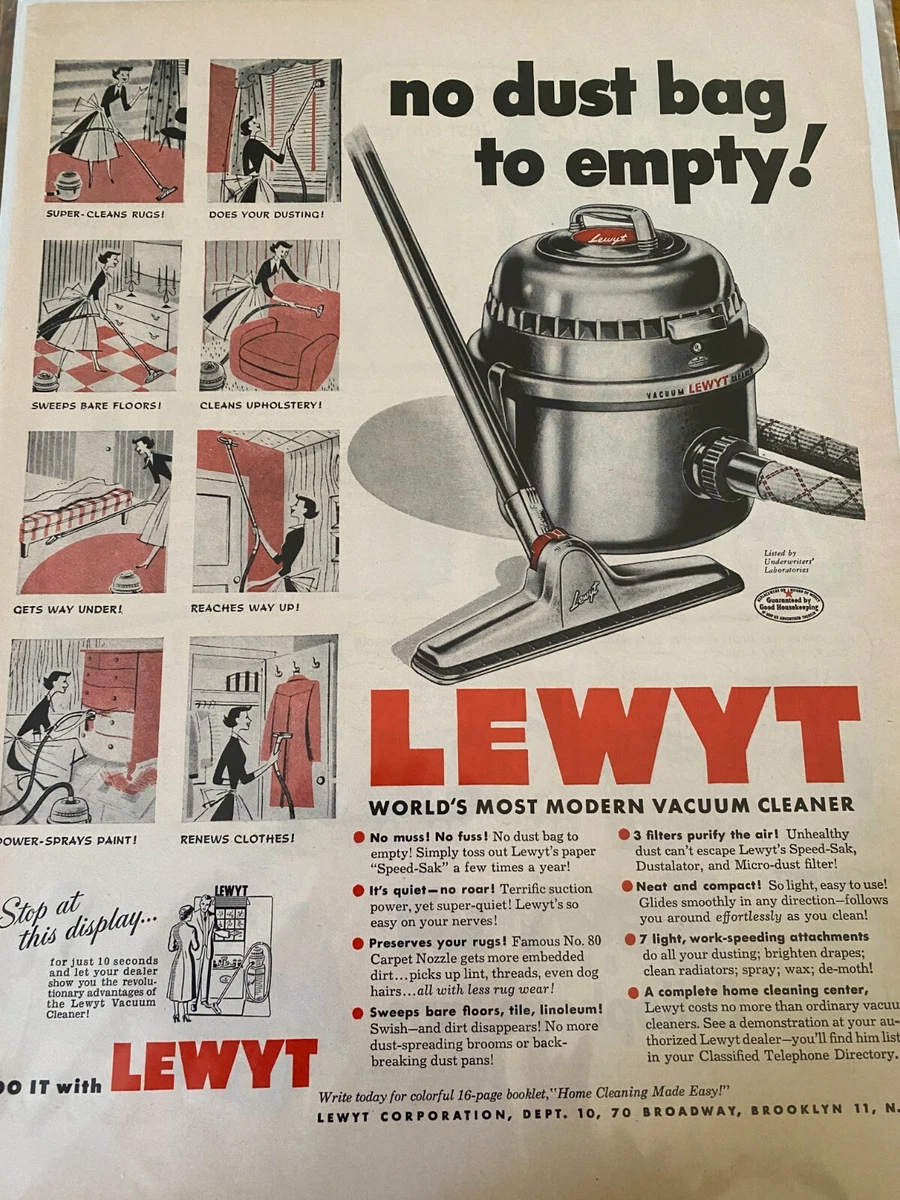 no dust bag
to empty!
SUPER-CLEANS RUGS!
DOES YOUR DUSTING!
SWEEPS BARE FLOORS!
CLEANS UPHOLSTERY!
GETS WAY UNDER!
REACHES WAY UP!
POWER-SPRAYS PAINT!
RENEWS CLOTHES!
Lewyt
VACUUM LEWYT CLEANER
Lewyt
Listed by
Underwriters'
Laboratories
Guaranteed by
Good Housekeeping
LEWYT
WORLD'S MOST MODERN VACUUM CLEANER
No muss! No fuss! No dust bag to
empty! Simply toss out Lewyt's paper
"Speed-Sak" a few times a year!
It's quiet—no roar! Terrific suction
power, yet super-quiet! Lewyt's so
easy on your nerves!
Preserves your rugs! Famous No. 80
Carpet Nozzle gets more embedded
dirt...picks up lint, threads, even dog
hairs...all with less rug wear!
Sweeps bare floors, tile, linoleum!
Swish—and dirt disappears! No more
dust-spreading brooms or back-
breaking dust pans!
3 filters purify the air! Unhealthy
dust can't escape Lewyt's Speed-Sak,
Dustalator, and Micro-dust filter!
Neat and compact! So light, easy to use!
Glides smoothly in any direction—follows
you around effortlessly as you clean!
7 light, work-speeding attachments
do all your dusting; brighten drapes;
clean radiators; spray; wax; de-moth!
A complete home cleaning center,
Lewyt costs no more than ordinary vacuu
cleaners. See a demonstration at your au-
thorized Lewyt dealer—you'll find him list
in your Classified Telephone Directory.
Stop at
this display...
for just 10 seconds
and let your dealer
show you the revolu-
tionary advantages of
the Lewyt Vacuum
Cleaner!
LEWYT
DO IT with LEWYT
Write today for colorful 16-page booklet, "Home Cleaning Made Easy!"
LEWYT CORPORATION, DEPT. 10, 70 BROADWAY, BROOKLYN 11, N.